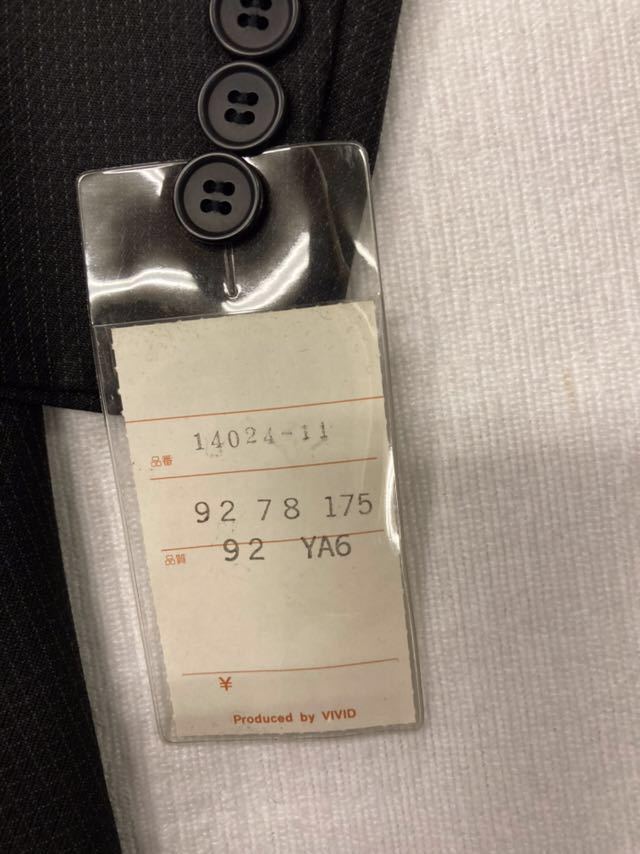 品番 14024-11
92 78 175
品質 92 YA6
¥
Produced by VIVID